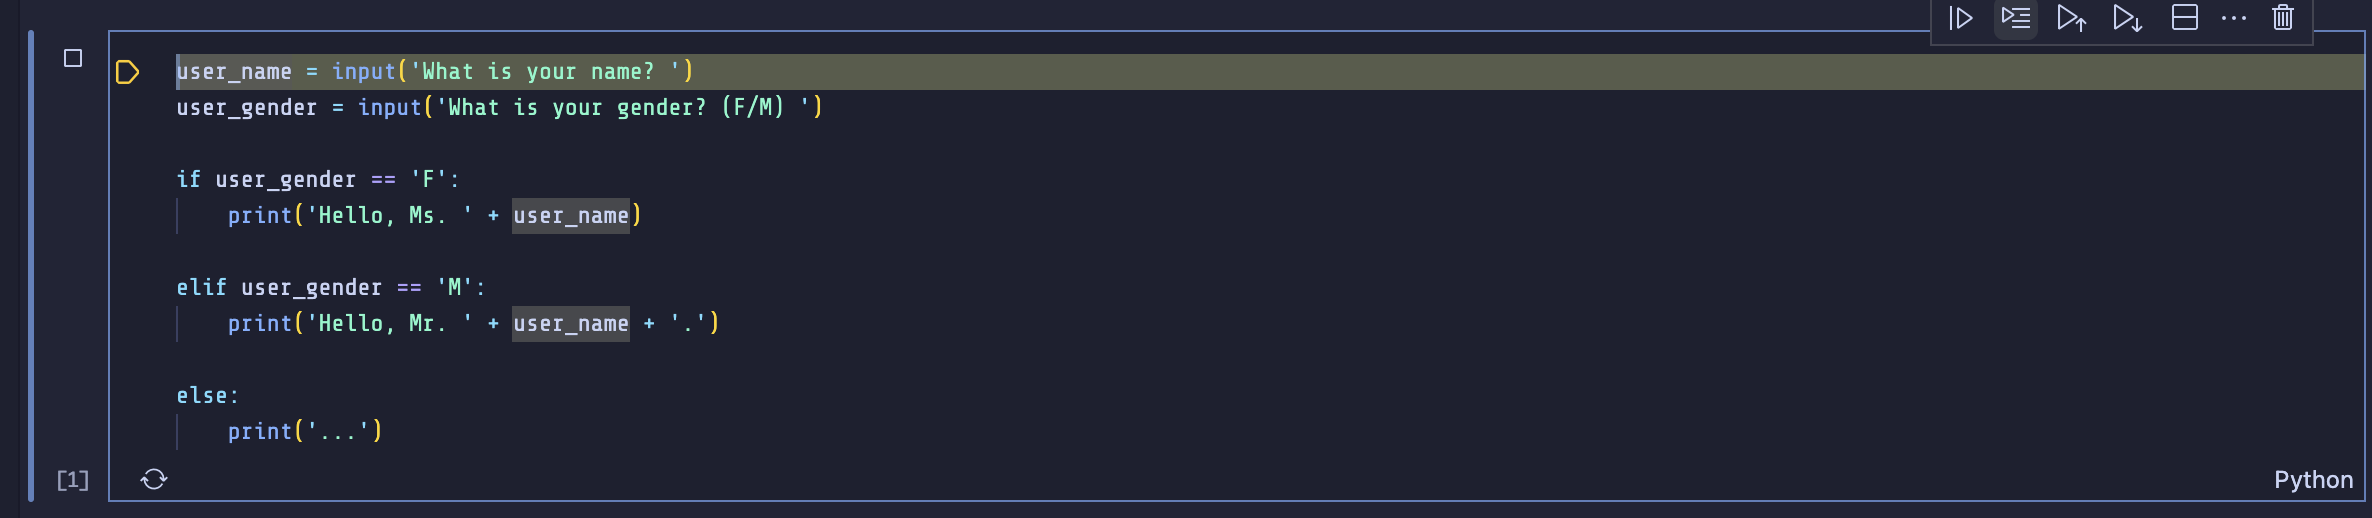 user_name = input('What is your name? ')
user_gender = input('What is your gender? (F/M) ')
if user_gender == 'F':
    print('Hello, Ms. ' + user_name)
elif user_gender == 'M':
    print('Hello, Mr. ' + user_name + '.')
else:
    print('...')
[1]
Python